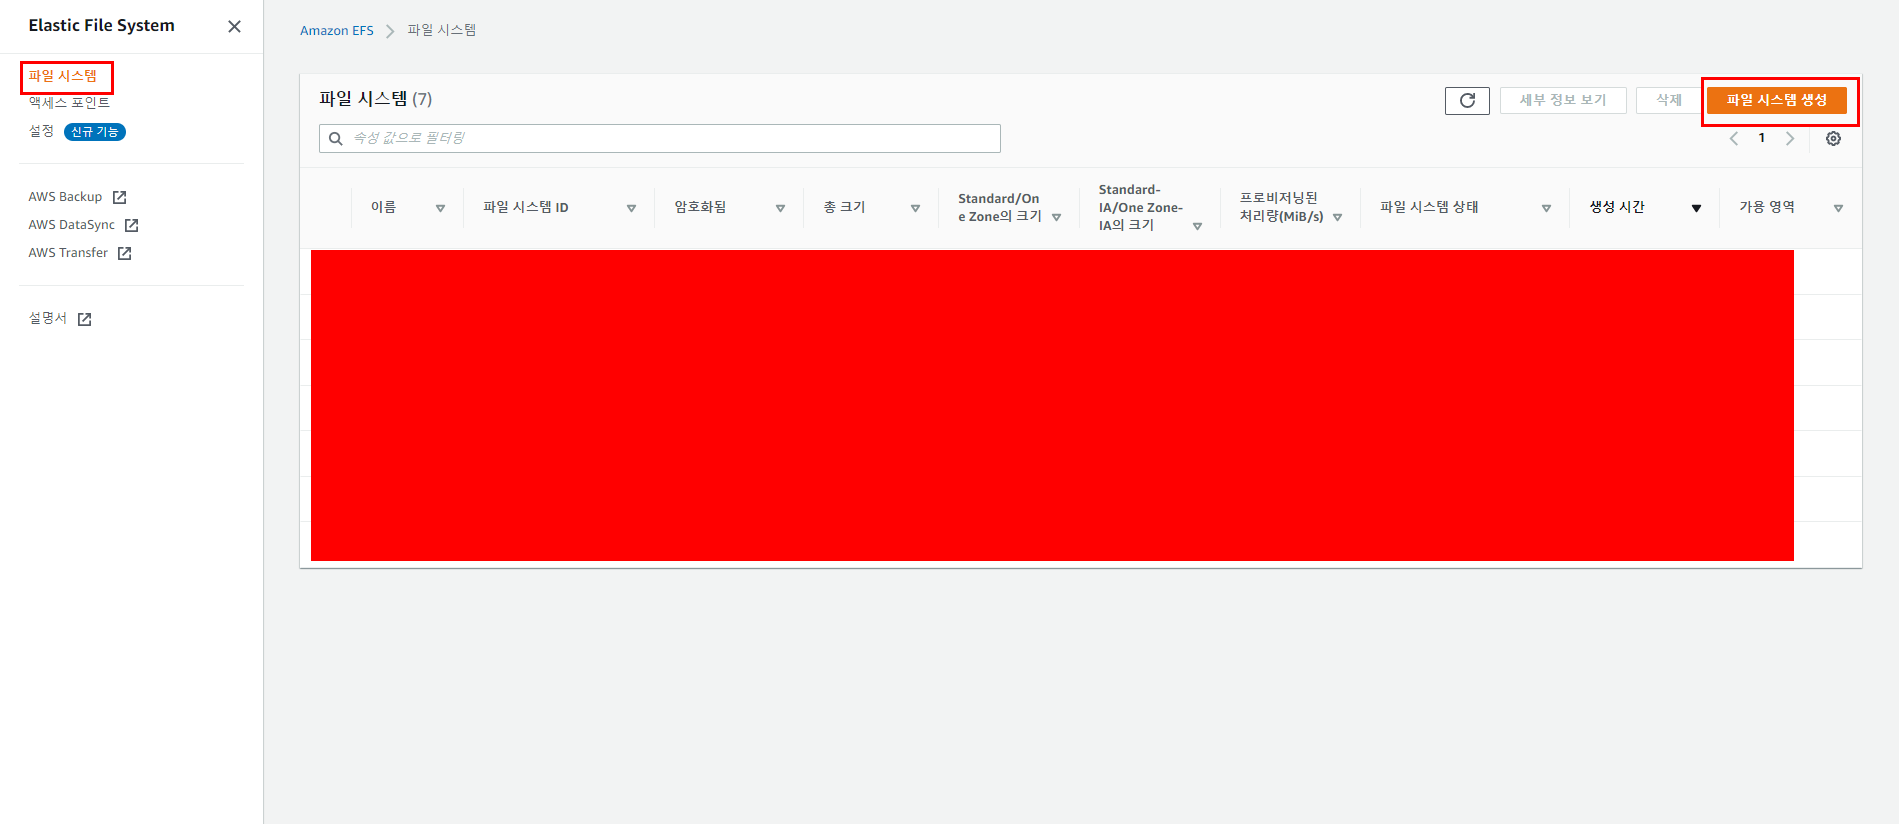 Elastic File System
파일 시스템
액세스 포인트
설정 신규 기능
AWS Backup
AWS DataSync
AWS Transfer
설명서
Amazon EFS 파일 시스템
파일 시스템 (7)
세부 정보 보기 삭제 파일 시스템 생성
속성 값으로 필터링
1
이름
파일 시스템 ID
암호화됨
총 크기
Standard/On
e Zone의 크기
Standard-
IA/One Zone-
IA의 크기
프로비저닝된
처리량(MiB/s)
파일 시스템 상태
생성 시간
가용 영역